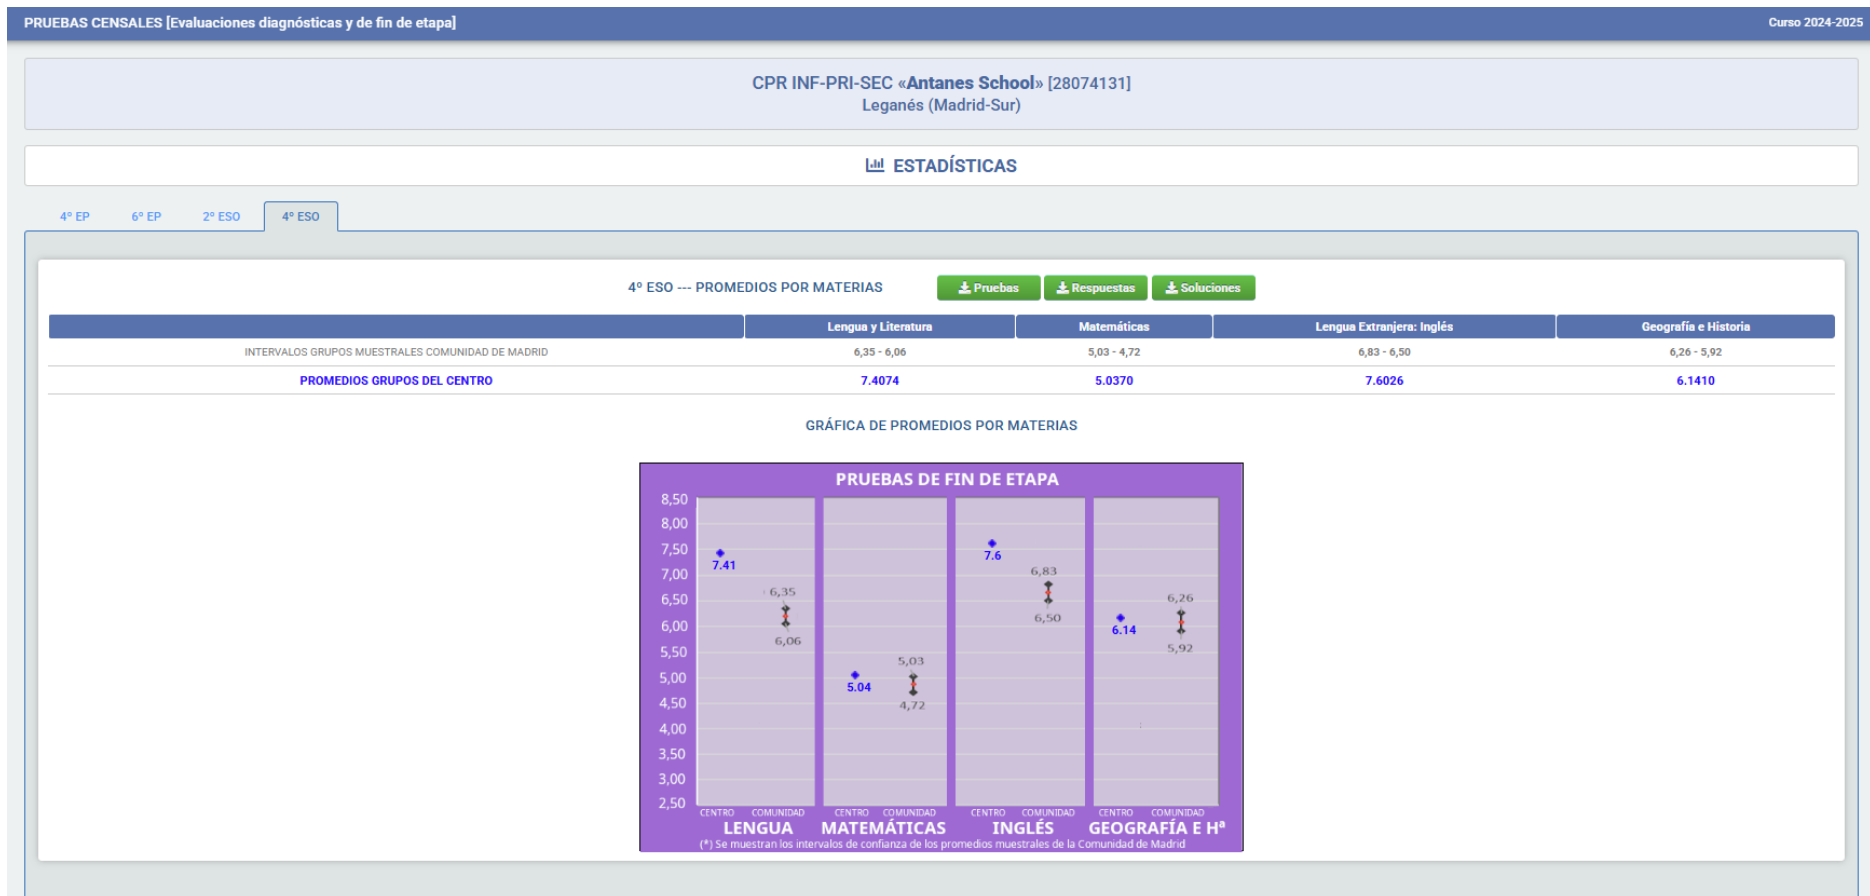 PRUEBAS CENSALES [Evaluaciones diagnósticas y de fin de etapa]
Curso 2024-2025
CPR INF-PRI-SEC «Antanes School» [28074131]
Leganés (Madrid-Sur)
ESTADÍSTICAS
4º EP 6º EP 2º ESO 4º ESO
4º ESO --- PROMEDIOS POR MATERIAS Pruebas Respuestas Soluciones
Lengua y Literatura Matemáticas Lengua Extranjera: Inglés Geografía e Historia
INTERVALOS GRUPOS MUESTRALES COMUNIDAD DE MADRID 6,35 - 6,06 5,03 - 4,72 6,83 - 6,50 6,26 - 5,92
PROMEDIOS GRUPOS DEL CENTRO 7.4074 5.0370 7.6026 6.1410
GRÁFICA DE PROMEDIOS POR MATERIAS
PRUEBAS DE FIN DE ETAPA
8,50
8,00
7,50
7,00
6,50
6,00
5,50
5,00
4,50
4,00
3,50
3,00
2,50
7.41
6,35
6,06
5.04
5,03
4,72
7.6
6,83
6,50
6.14
6,26
5,92
CENTRO COMUNIDAD CENTRO COMUNIDAD CENTRO COMUNIDAD CENTRO COMUNIDAD
LENGUA MATEMÁTICAS INGLÉS GEOGRAFÍA E Hª
(*) Se muestran los intervalos de confianza de los promedios muestrales de la Comunidad de Madrid